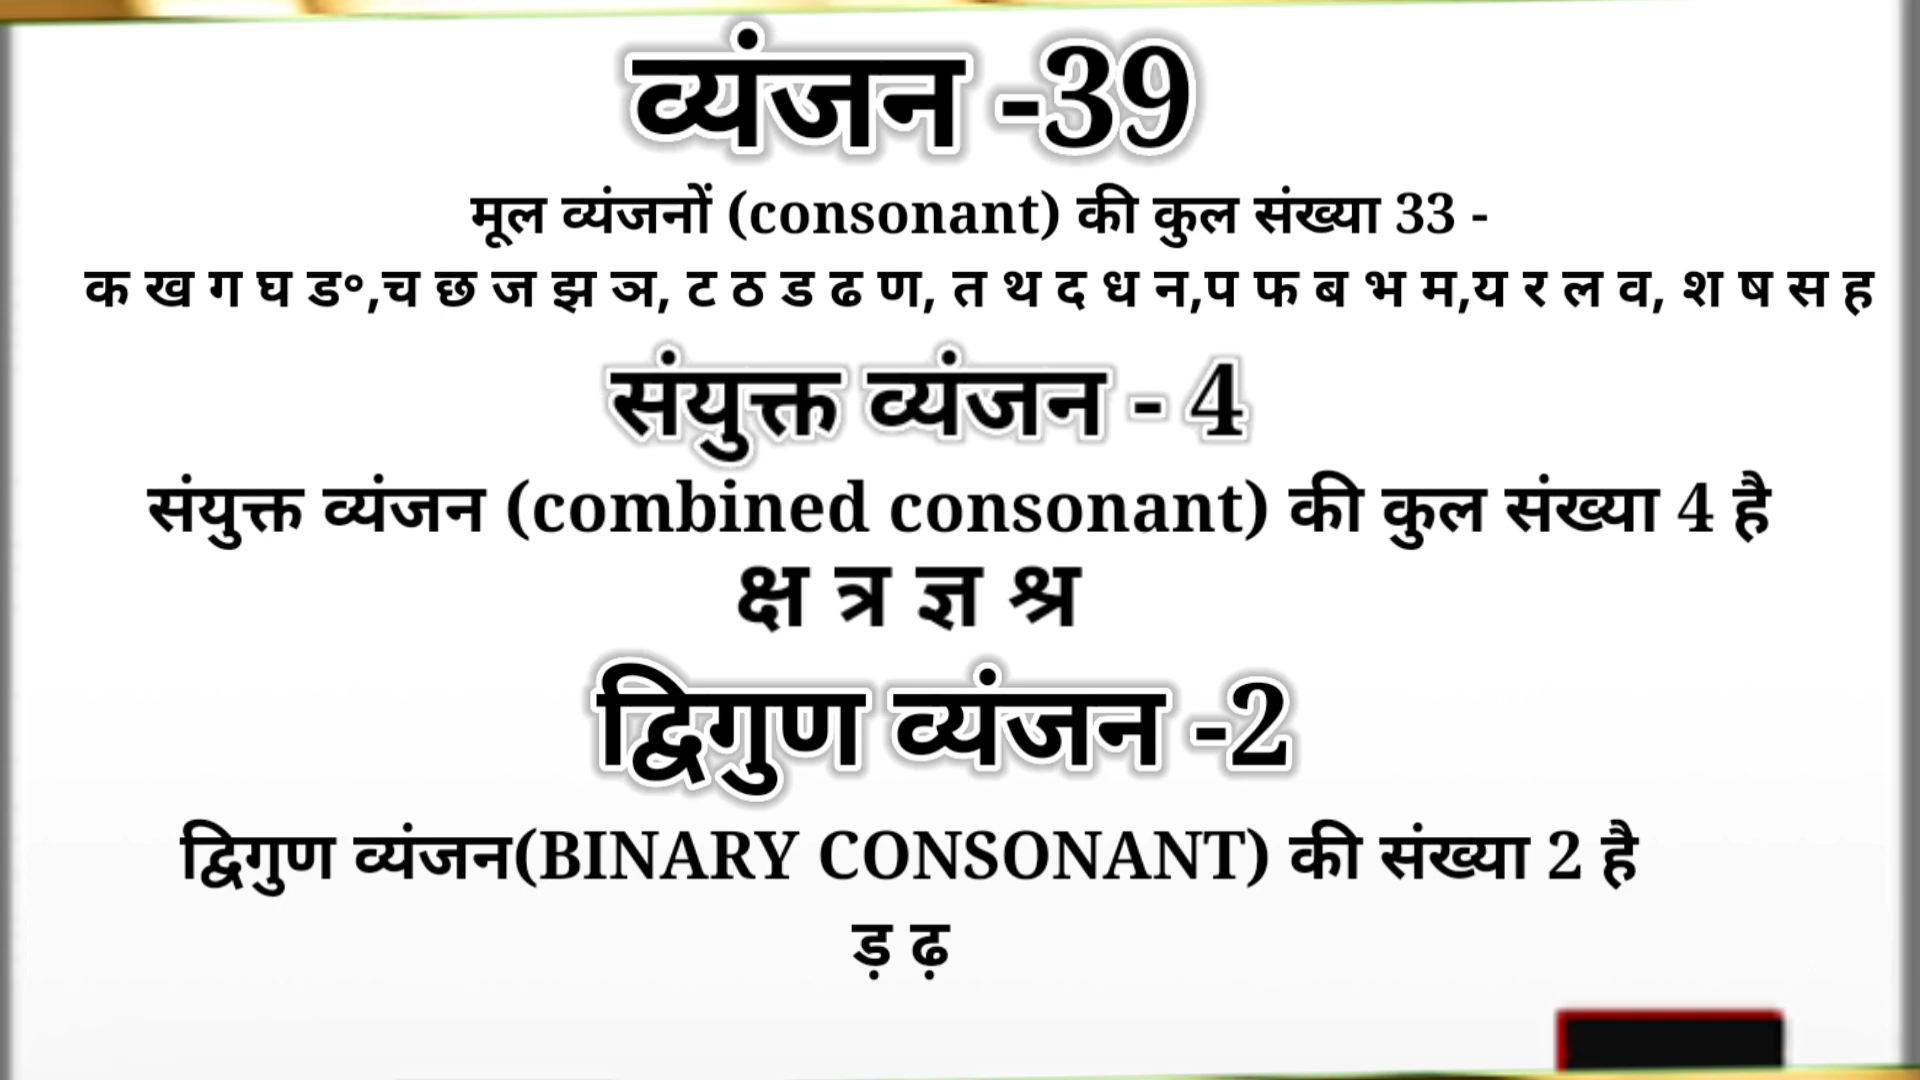 व्यंजन -39
मूल व्यंजनों (consonant) की कुल संख्या 33 -
क ख ग घ ड॰,च छ ज झ ञ, ट ठ ड ढ ण, त थ द ध न,प फ ब भ म,य र ल व, श ष स ह
संयुक्त व्यंजन - 4
संयुक्त व्यंजन (combined consonant) की कुल संख्या 4 है
क्ष त्र ज्ञ श्र
द्विगुण व्यंजन -2
द्विगुण व्यंजन(BINARY CONSONANT) की संख्या 2 है
ड़ ढ़